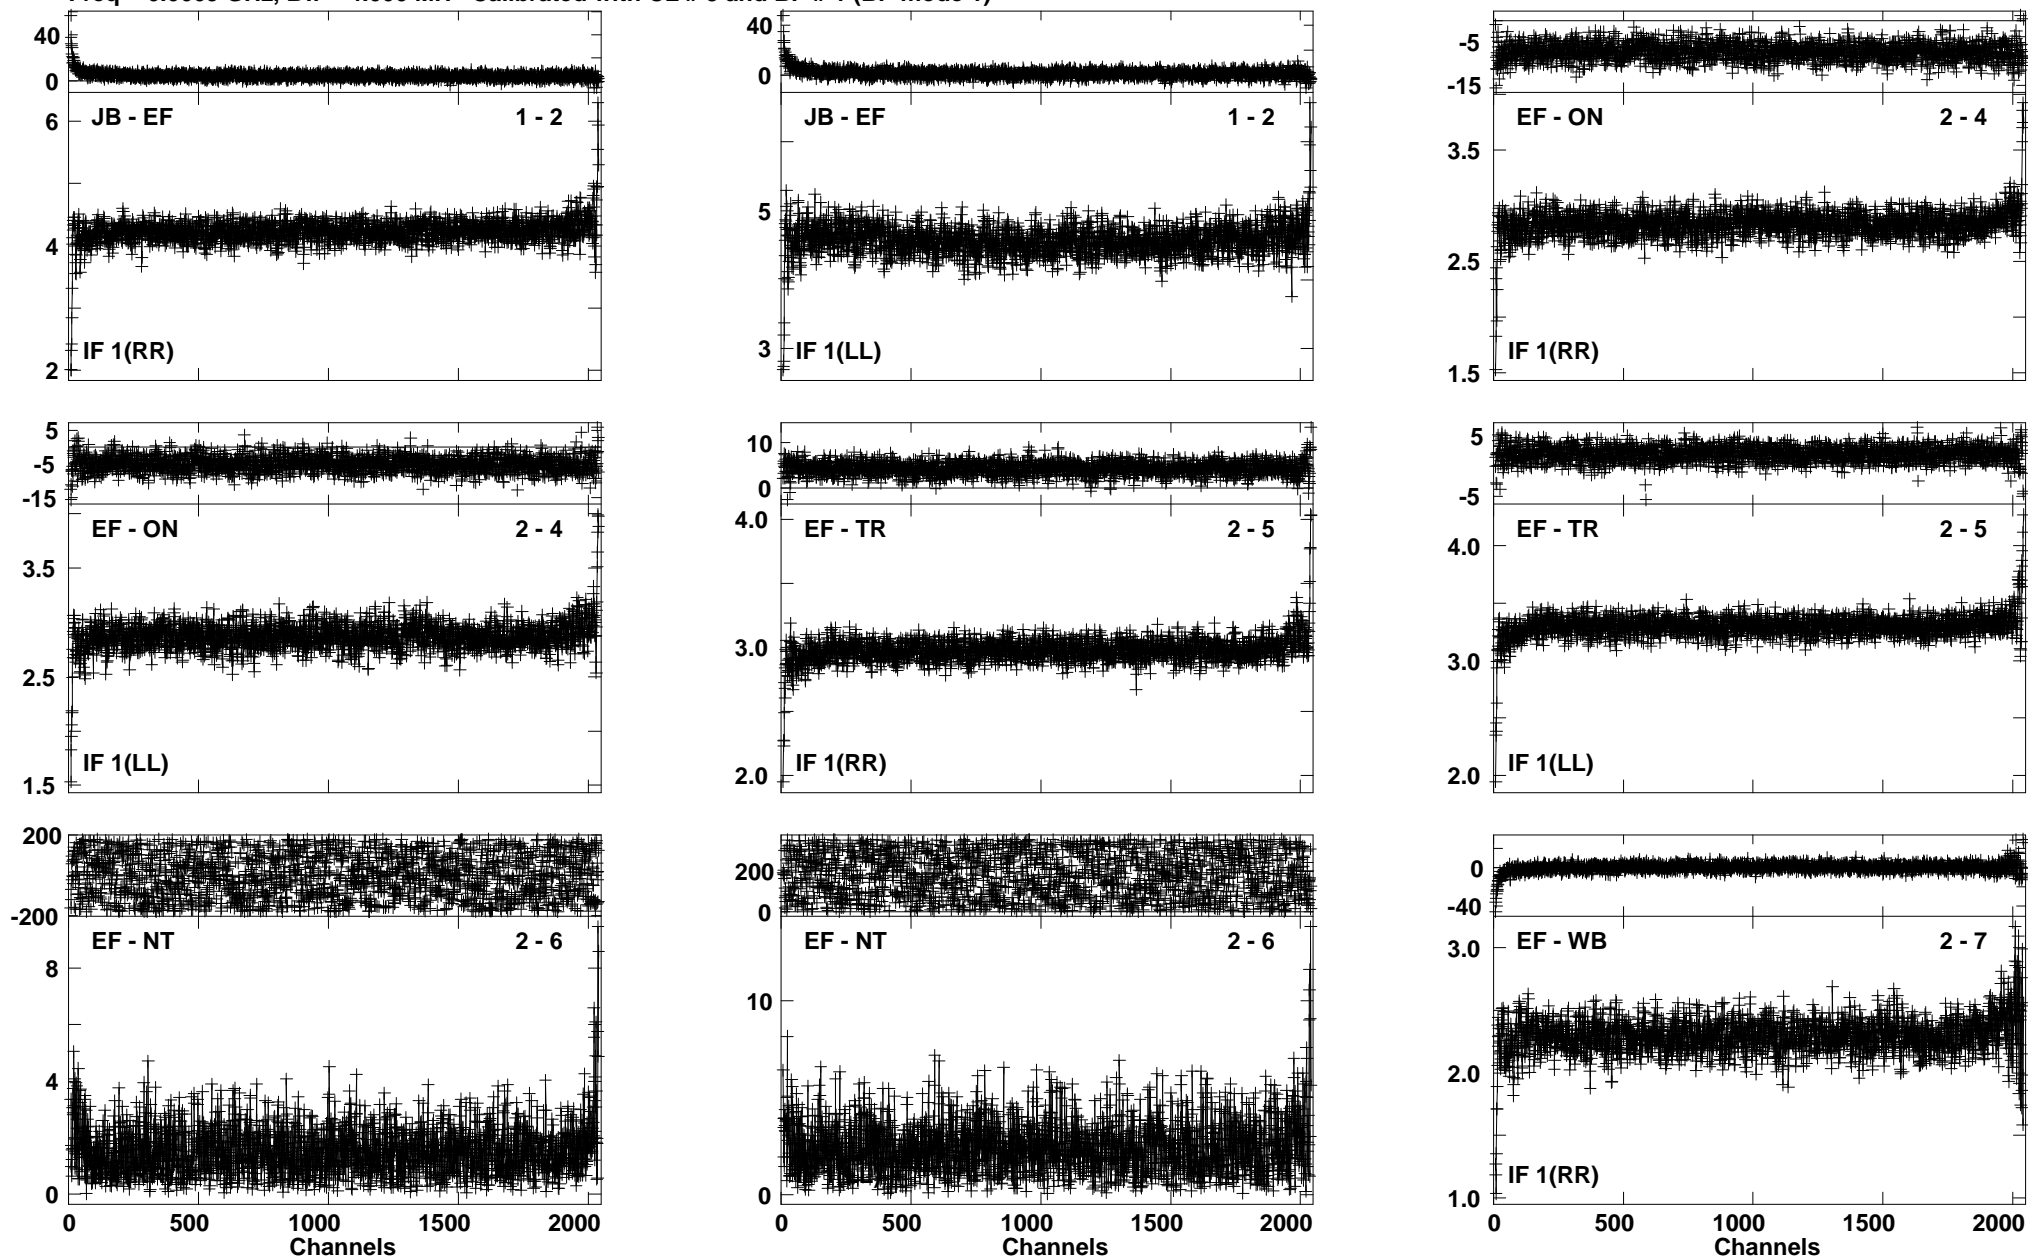 40
0
JB - EF
1 - 2
6
4
2
IF 1(RR)
40
0
JB - EF
1 - 2
5
3
IF 1(LL)
-5
-15
EF - ON
2 - 4
3.5
2.5
1.5
IF 1(RR)
5
-5
-15
EF - ON
2 - 4
3.5
2.5
1.5
IF 1(LL)
10
0
EF - TR
2 - 5
4.0
3.0
2.0
IF 1(RR)
5
-5
EF - TR
2 - 5
4.0
3.0
2.0
IF 1(LL)
200
-200
EF - NT
2 - 6
8
4
0
0 500 1000 1500 2000
Channels
200
0
EF - NT
2 - 6
10
0
0 500 1000 1500 2000
Channels
0
-40
EF - WB
2 - 7
3.0
2.0
1.0
IF 1(RR)
0 500 1000 1500 2000
Channels